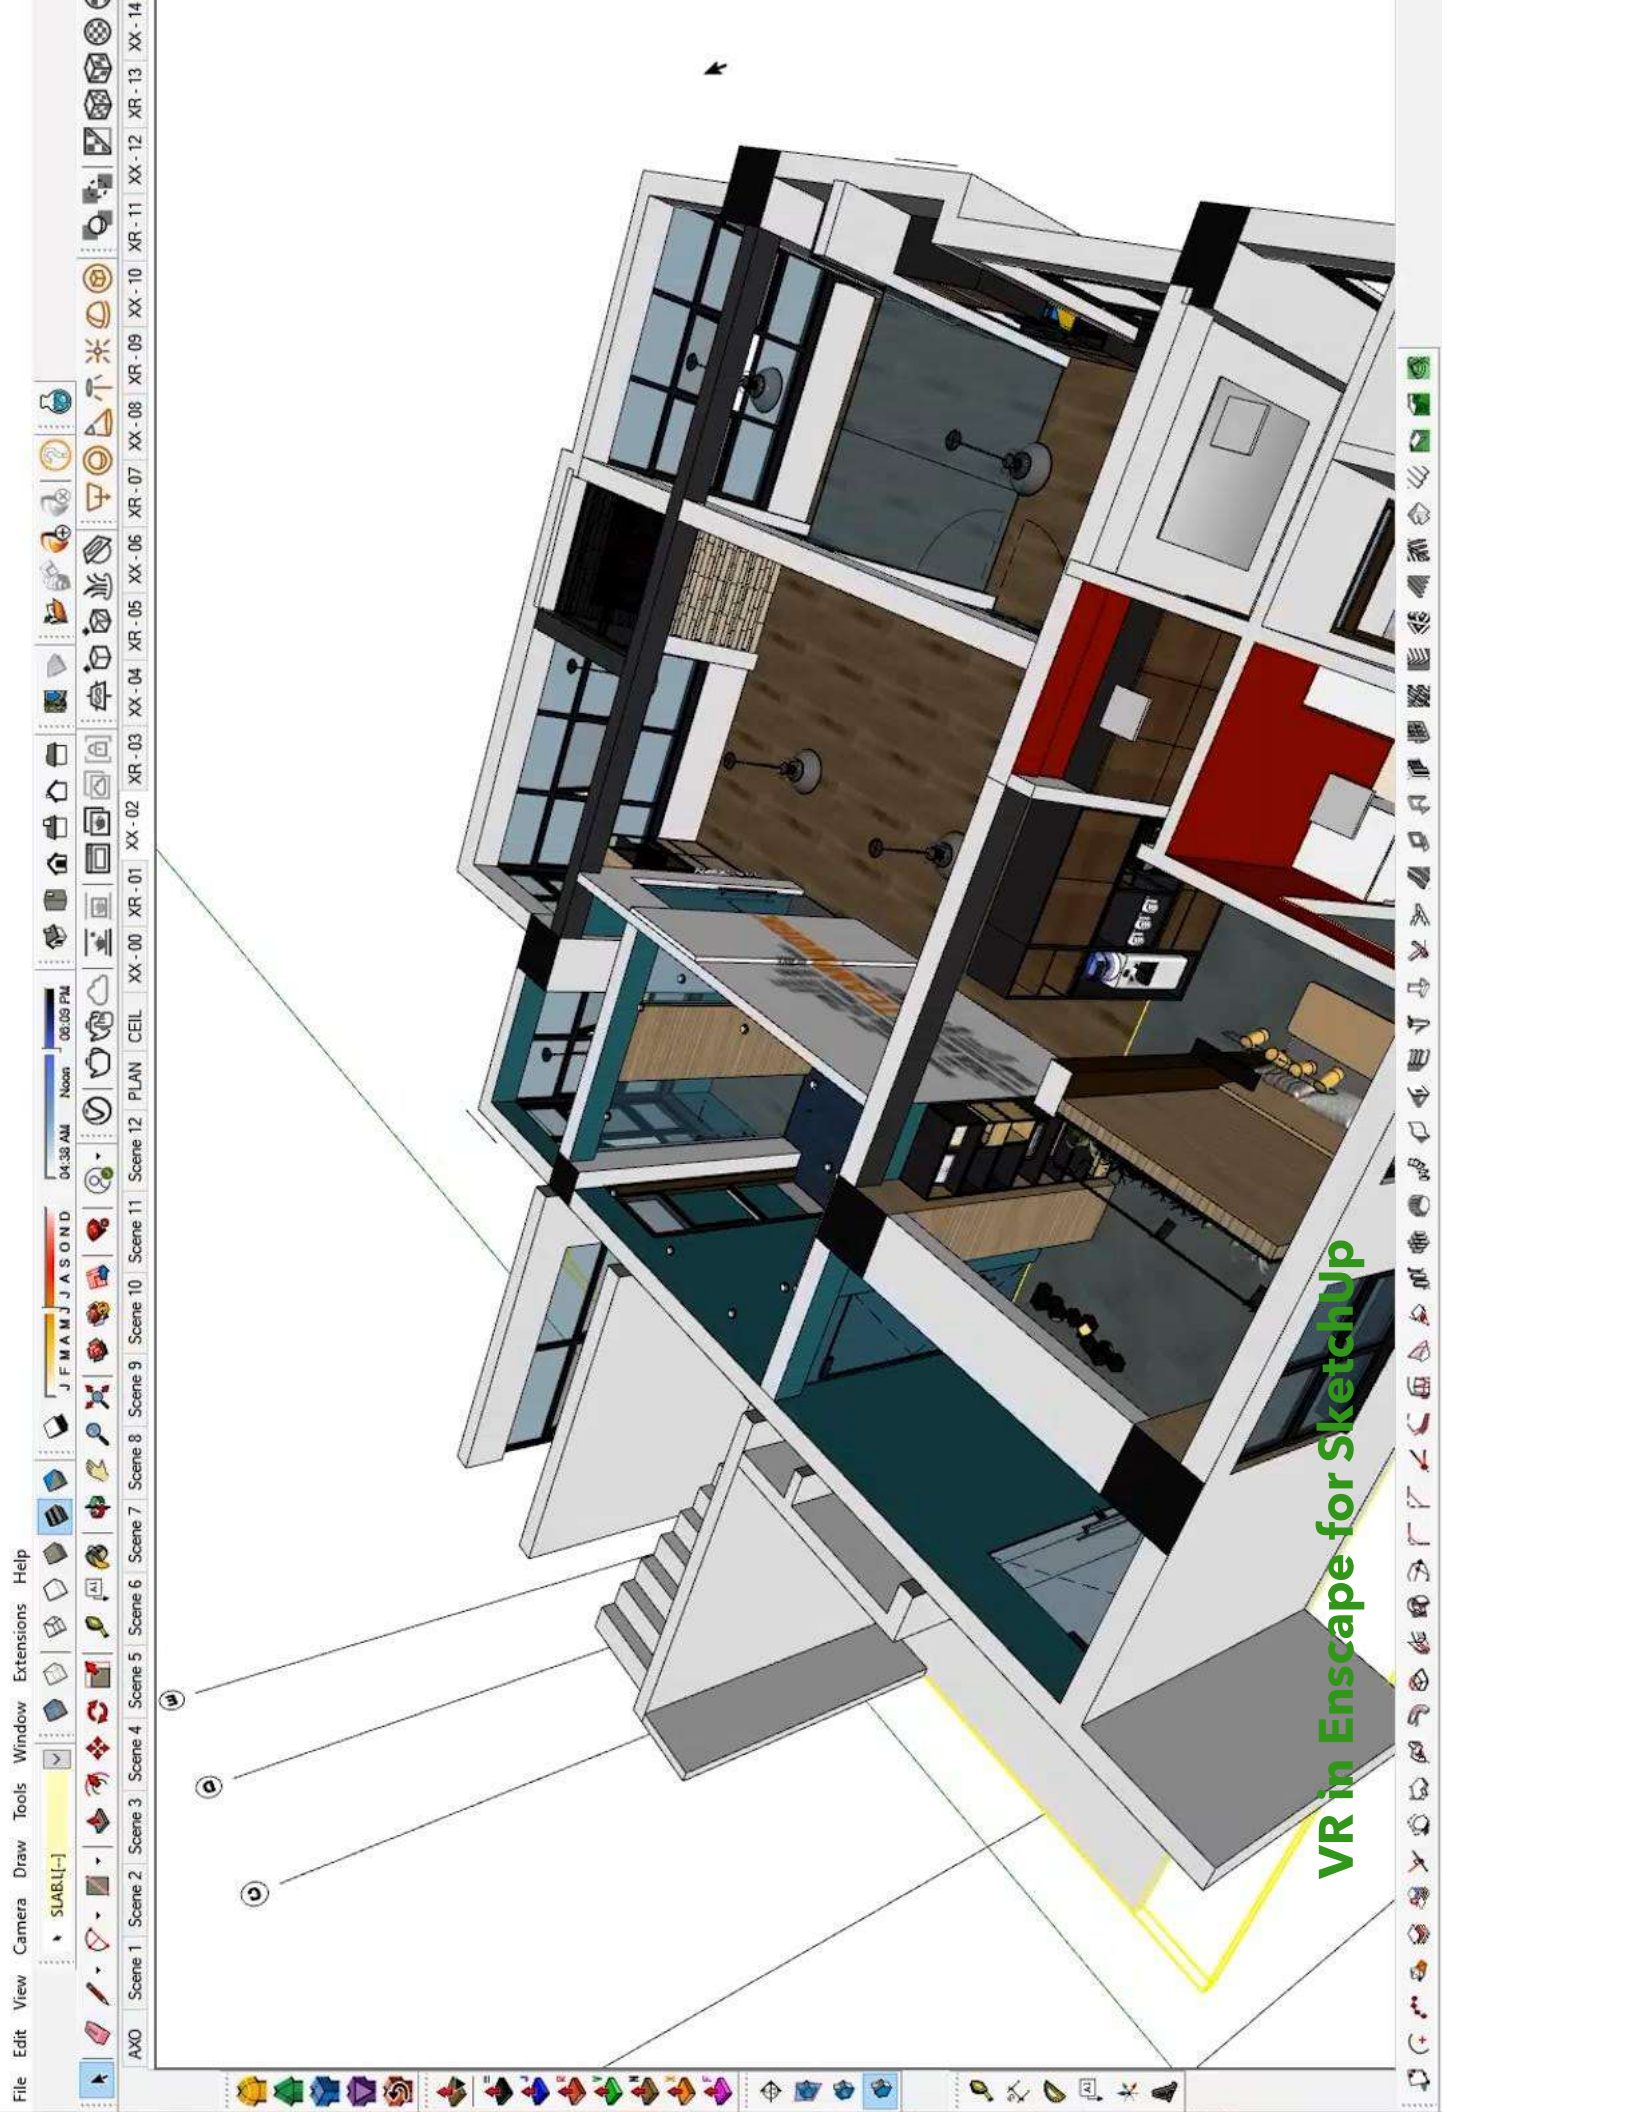 File Edit View Camera Draw Tools Window Extensions Help
SLAB.L[--]
J F M A M J J A S O N D
04:38 AM Noon 06:09 PM
AXO Scene 1 Scene 2 Scene 3 Scene 4 Scene 5 Scene 6 Scene 7 Scene 8 Scene 9 Scene 10 Scene 11 Scene 12 PLAN CEIL XX - 00 XR - 01 XX - 02 XR - 03 XX - 04 XR - 05 XX - 06 XR - 07 XX - 08 XR - 09 XX - 10 XR - 11 XX - 12 XR - 13 XX - 14
E
D
C
VR in Enscape for SketchUp